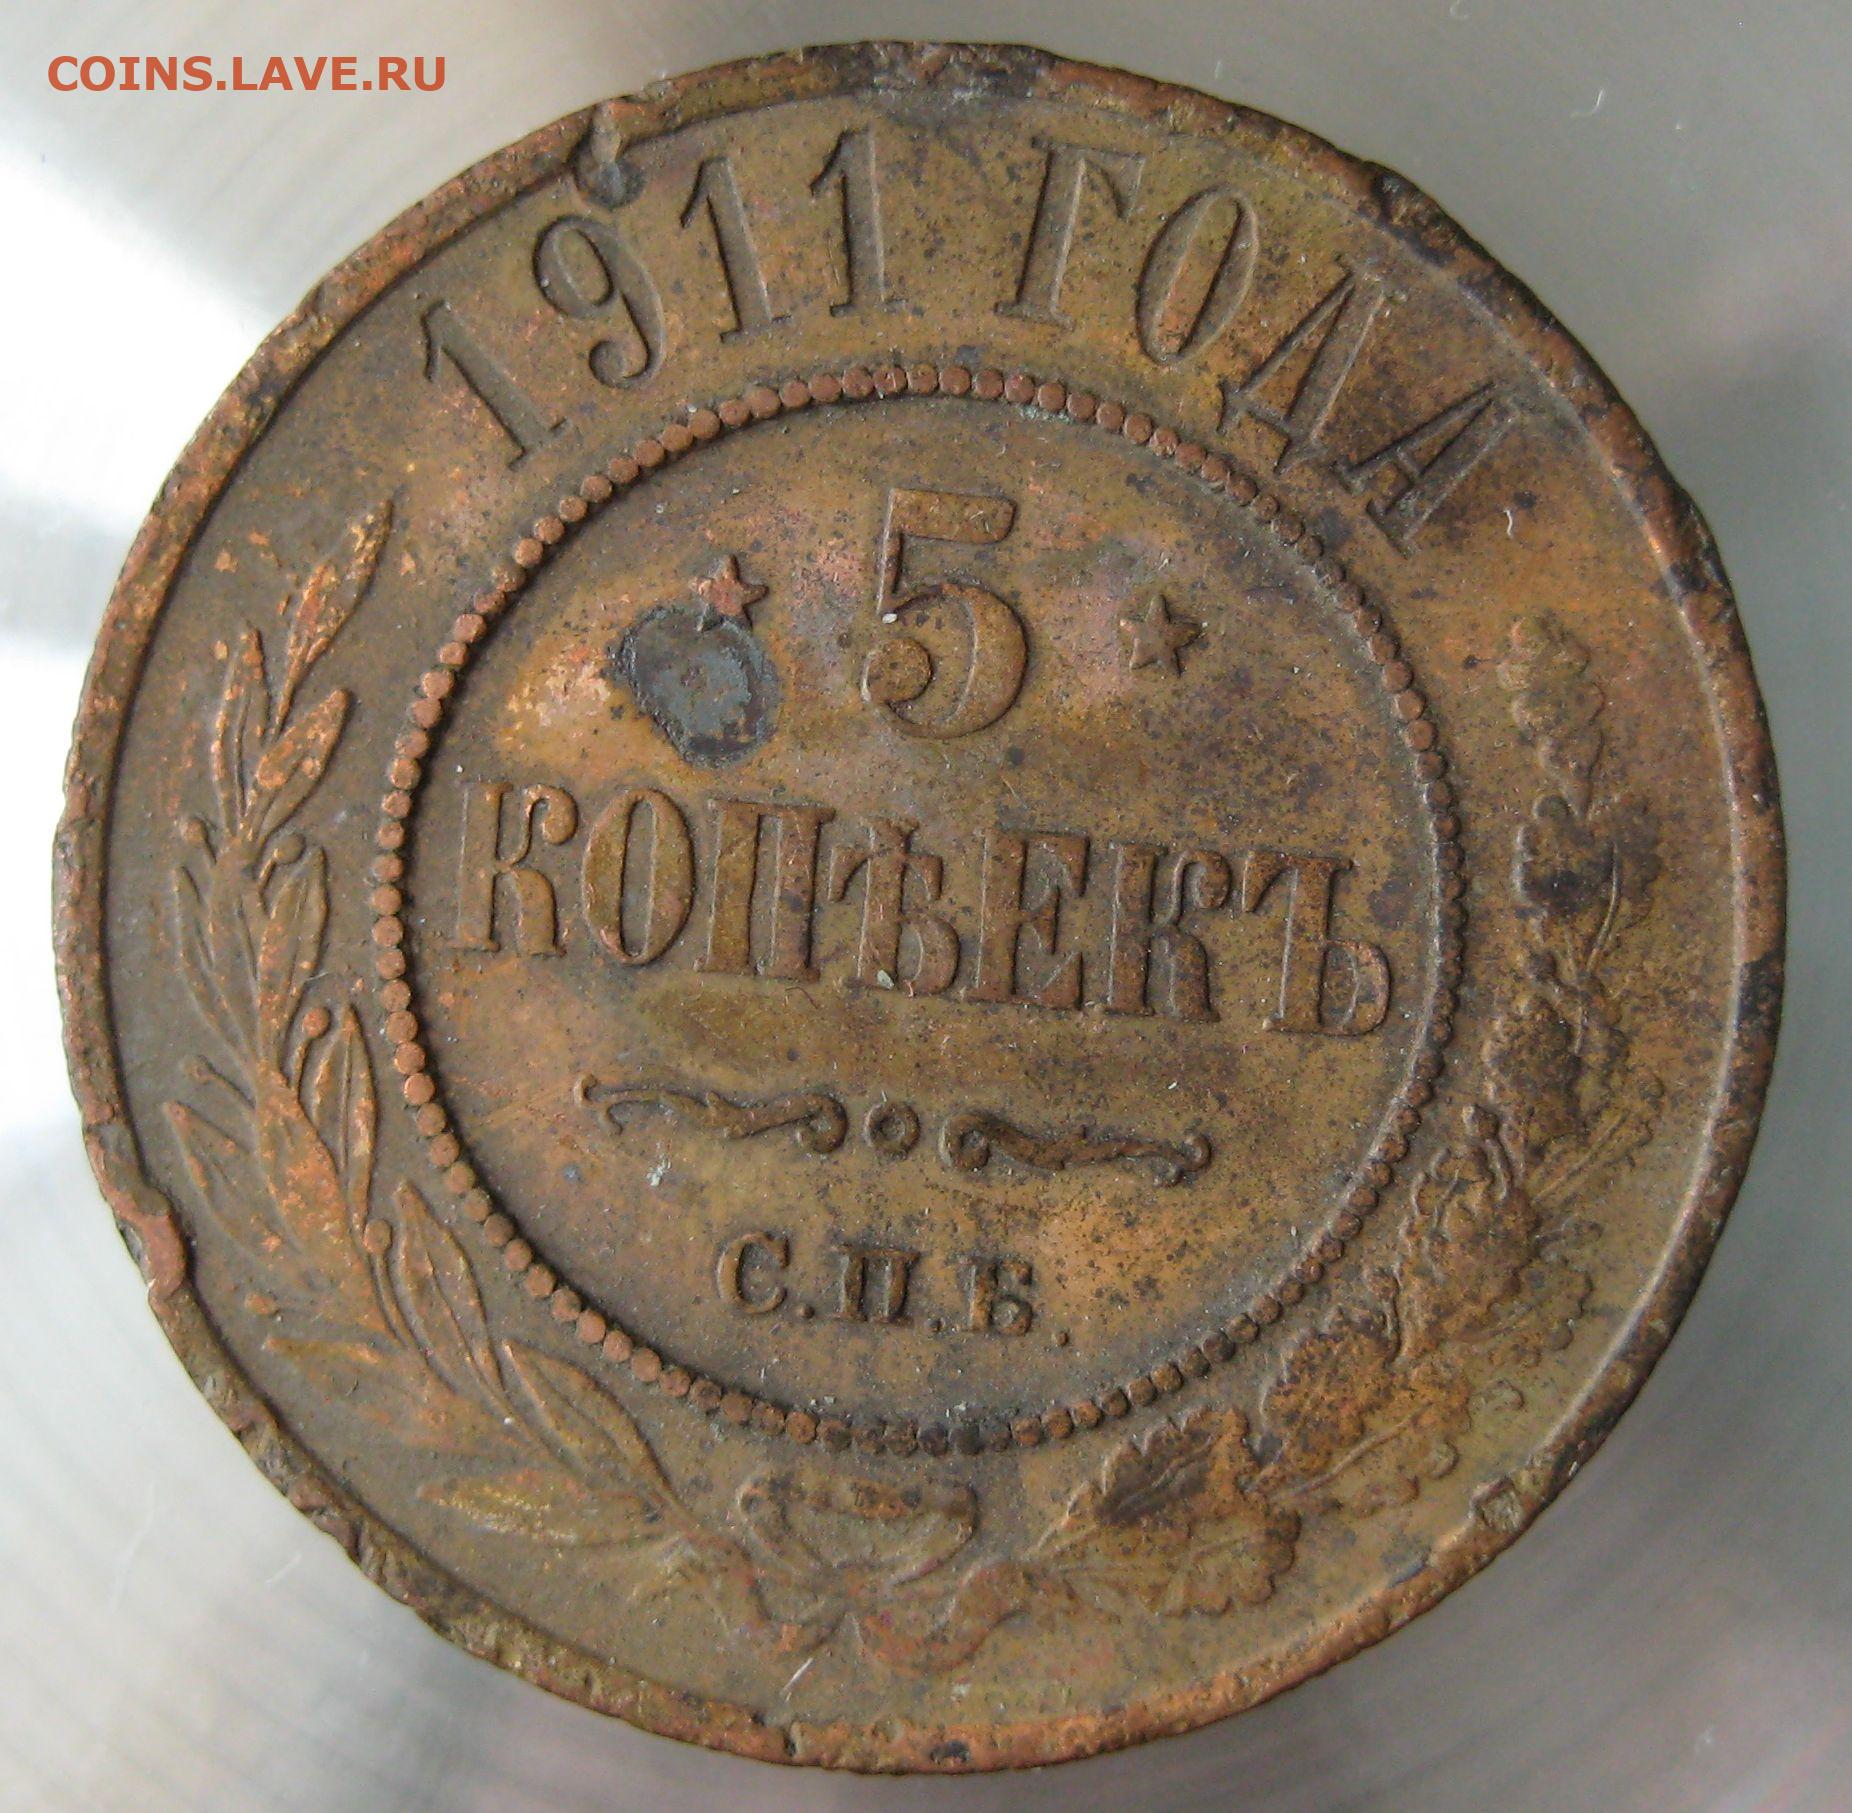 COINS.LAVE.RU
1911 ГОДА
5
КОПѢЕКЪ
С.П.Б.